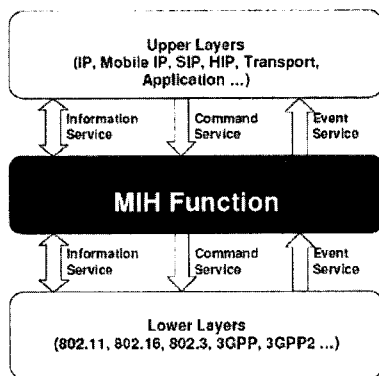 Upper Layers
(IP, Mobile IP, SIP, HIP, Transport,
Application ...)
Information
Service
Command
Service
Event
Service
MIH Function
Information
Service
Command
Service
Event
Service
Lower Layers
(802.11, 802.16, 802.3, 3GPP, 3GPP2 ...)